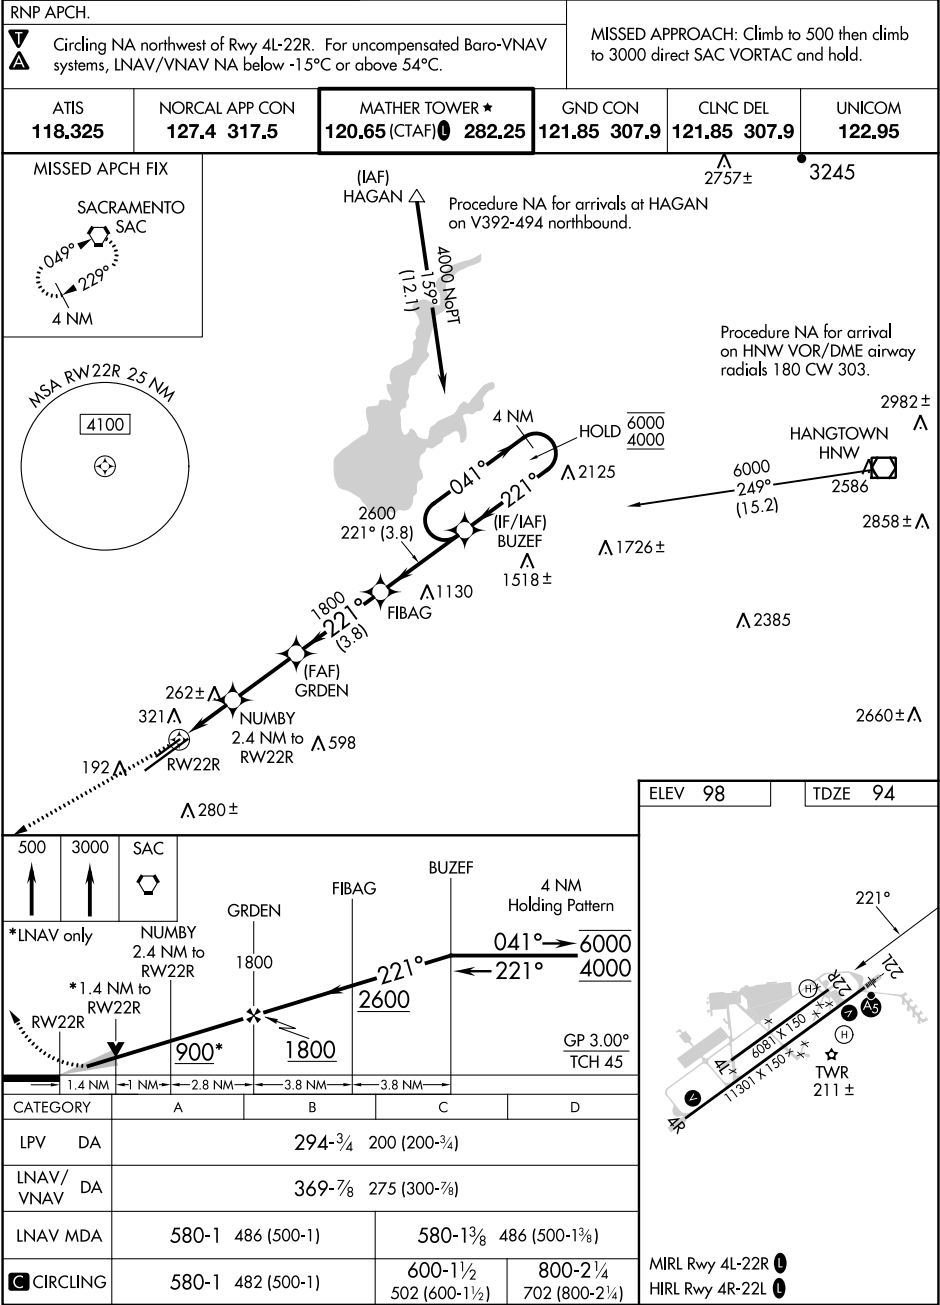 RNP APCH.
T
A
Circling NA northwest of Rwy 4L-22R. For uncompensated Baro-VNAV
systems, LNAV/VNAV NA below -15°C or above 54°C.
MISSED APPROACH: Climb to 500 then climb
to 3000 direct SAC VORTAC and hold.
ATIS
118.325
NORCAL APP CON
127.4 317.5
MATHER TOWER ★
120.65 (CTAF) L 282.25
GND CON
121.85 307.9
CLNC DEL
121.85 307.9
UNICOM
122.95
MISSED APCH FIX
SACRAMENTO
SAC
049°
229°
4 NM
(IAF)
HAGAN
Procedure NA for arrivals at HAGAN
on V392-494 northbound.
2757±
3245
4000 NoPT
159°
(12.1)
Procedure NA for arrival
on HNW VOR/DME airway
radials 180 CW 303.
MSA RW22R 25 NM
4100
2982±
4 NM
HOLD
6000
4000
HANGTOWN
HNW
2586
041°
221°
2125
6000
249°
(15.2)
2600
221° (3.8)
(IF/IAF)
BUZEF
2858±
1726±
1518±
1130
FIBAG
1800
221°
(3.8)
2385
(FAF)
GRDEN
262±
321
NUMBY
2.4 NM to
RW22R
598
2660±
192
RW22R
280±
ELEV 98
TDZE 94
500
3000
SAC
*LNAV only
BUZEF
FIBAG
GRDEN
4 NM
Holding Pattern
NUMBY
2.4 NM to
RW22R
1800
041°
6000
221°
221°
4000
*1.4 NM to
RW22R
2600
RW22R
900*
1800
GP 3.00°
TCH 45
1.4 NM
1 NM
2.8 NM
3.8 NM
3.8 NM
221°
22R
22L
H
A5
V
H
6081 X 150
11301 X 150
4L
TWR
211±
V
4R
CATEGORY A B C D
LPV DA 294-¾ 200 (200-¾)
LNAV/
VNAV DA 369-⅞ 275 (300-⅞)
LNAV MDA 580-1 486 (500-1) 580-1⅜ 486 (500-1⅜)
C CIRCLING 580-1 482 (500-1)
600-1½
502 (600-1½)
800-2¼
702 (800-2¼)
MIRL Rwy 4L-22R L
HIRL Rwy 4R-22L L